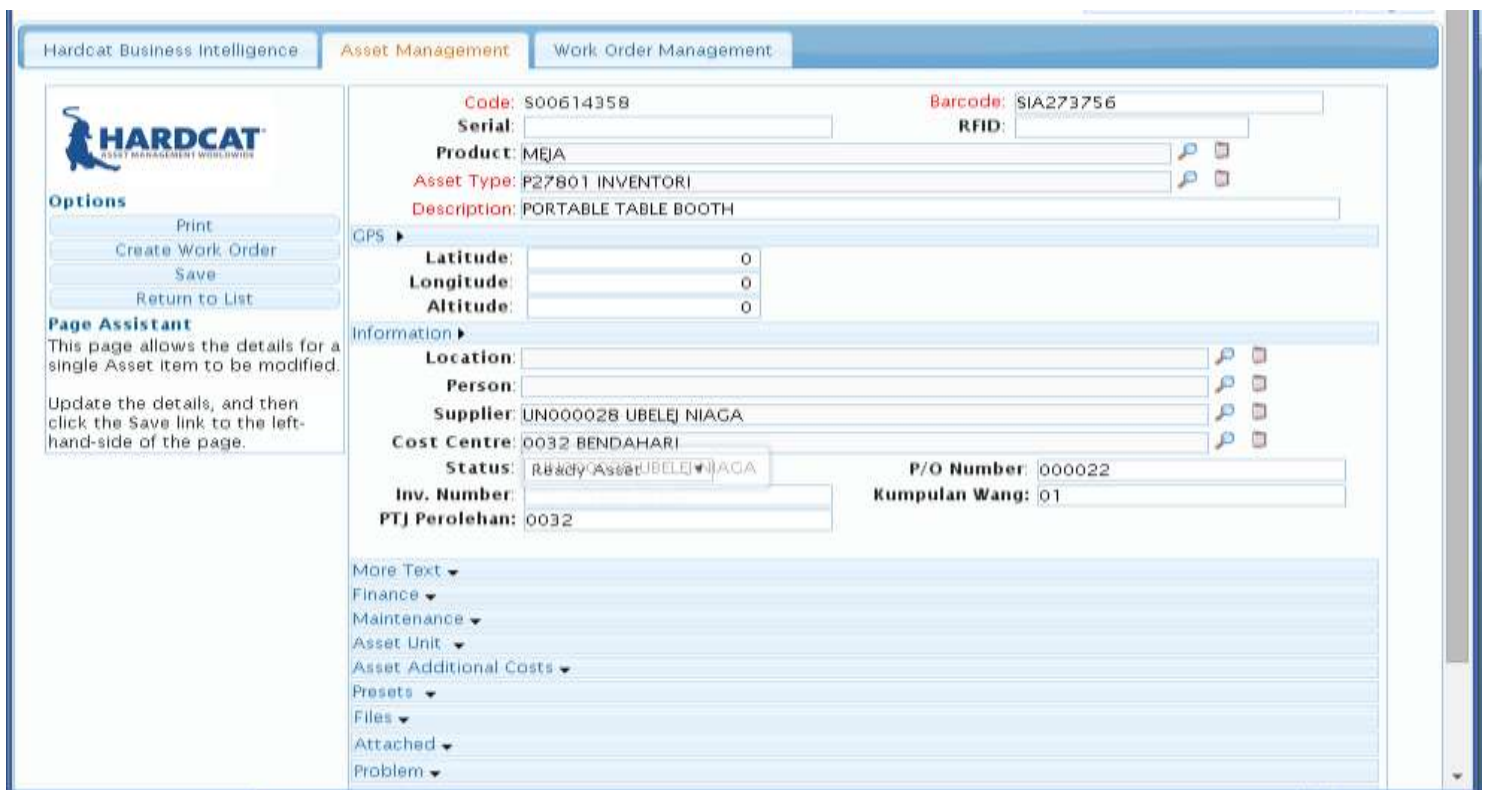 Hardcat Business Intelligence Asset Management Work Order Management
HARDCAT
ASSET MANAGEMENT WORLDWIDE
Options
Print
Create Work Order
Save
Return to List
Page Assistant
This page allows the details for a
single Asset item to be modified.
Update the details, and then
click the Save link to the left-
hand-side of the page.
Code: S00614358 Barcode: SIA273756
Serial: RFID:
Product: MEJA
Asset Type: P27801 INVENTORI
Description: PORTABLE TABLE BOOTH
GPS
Latitude: 0
Longitude: 0
Altitude: 0
Information
Location:
Person:
Supplier: UN000028 UBELEJ NIAGA
Cost Centre: 0032 BENDAHARI
Status: Ready Asset UBELEJ NIAGA P/O Number: 000022
Inv. Number: Kumpulan Wang: 01
PTJ Perolehan: 0032
More Text
Finance
Maintenance
Asset Unit
Asset Additional Costs
Presets
Files
Attached
Problem